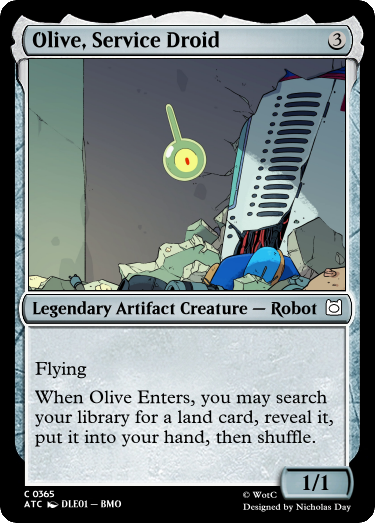 Olive, Service Droid 3
Legendary Artifact Creature — Robot
Flying
When Olive Enters, you may search
your library for a land card, reveal it,
put it into your hand, then shuffle.
1/1
C 0365
ATC DLE01 — BMO
© WotC
Designed by Nicholas Day